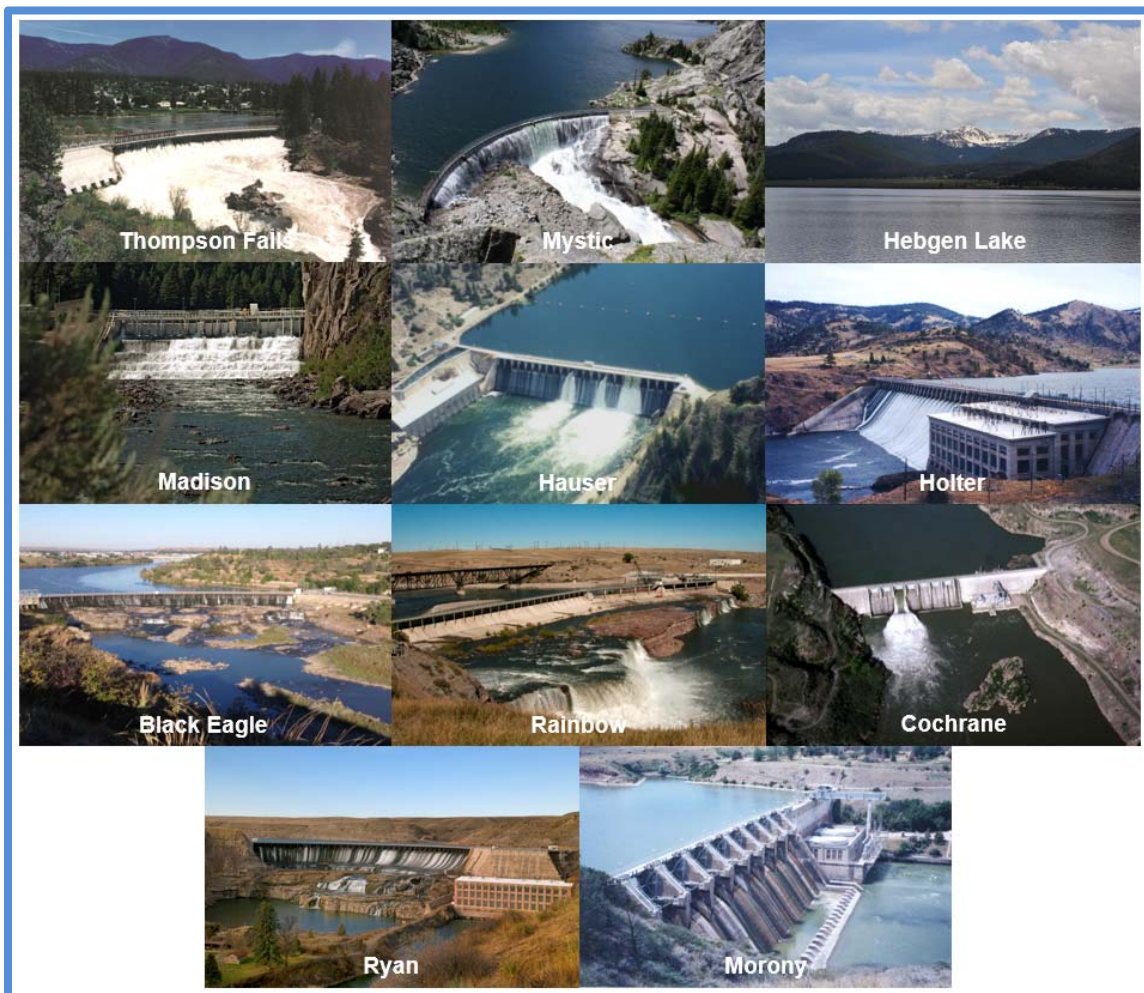 Thompson Falls
Mystic
Hebgen Lake
Madison
Hauser
Holter
Black Eagle
Rainbow
Cochrane
Ryan
Morony